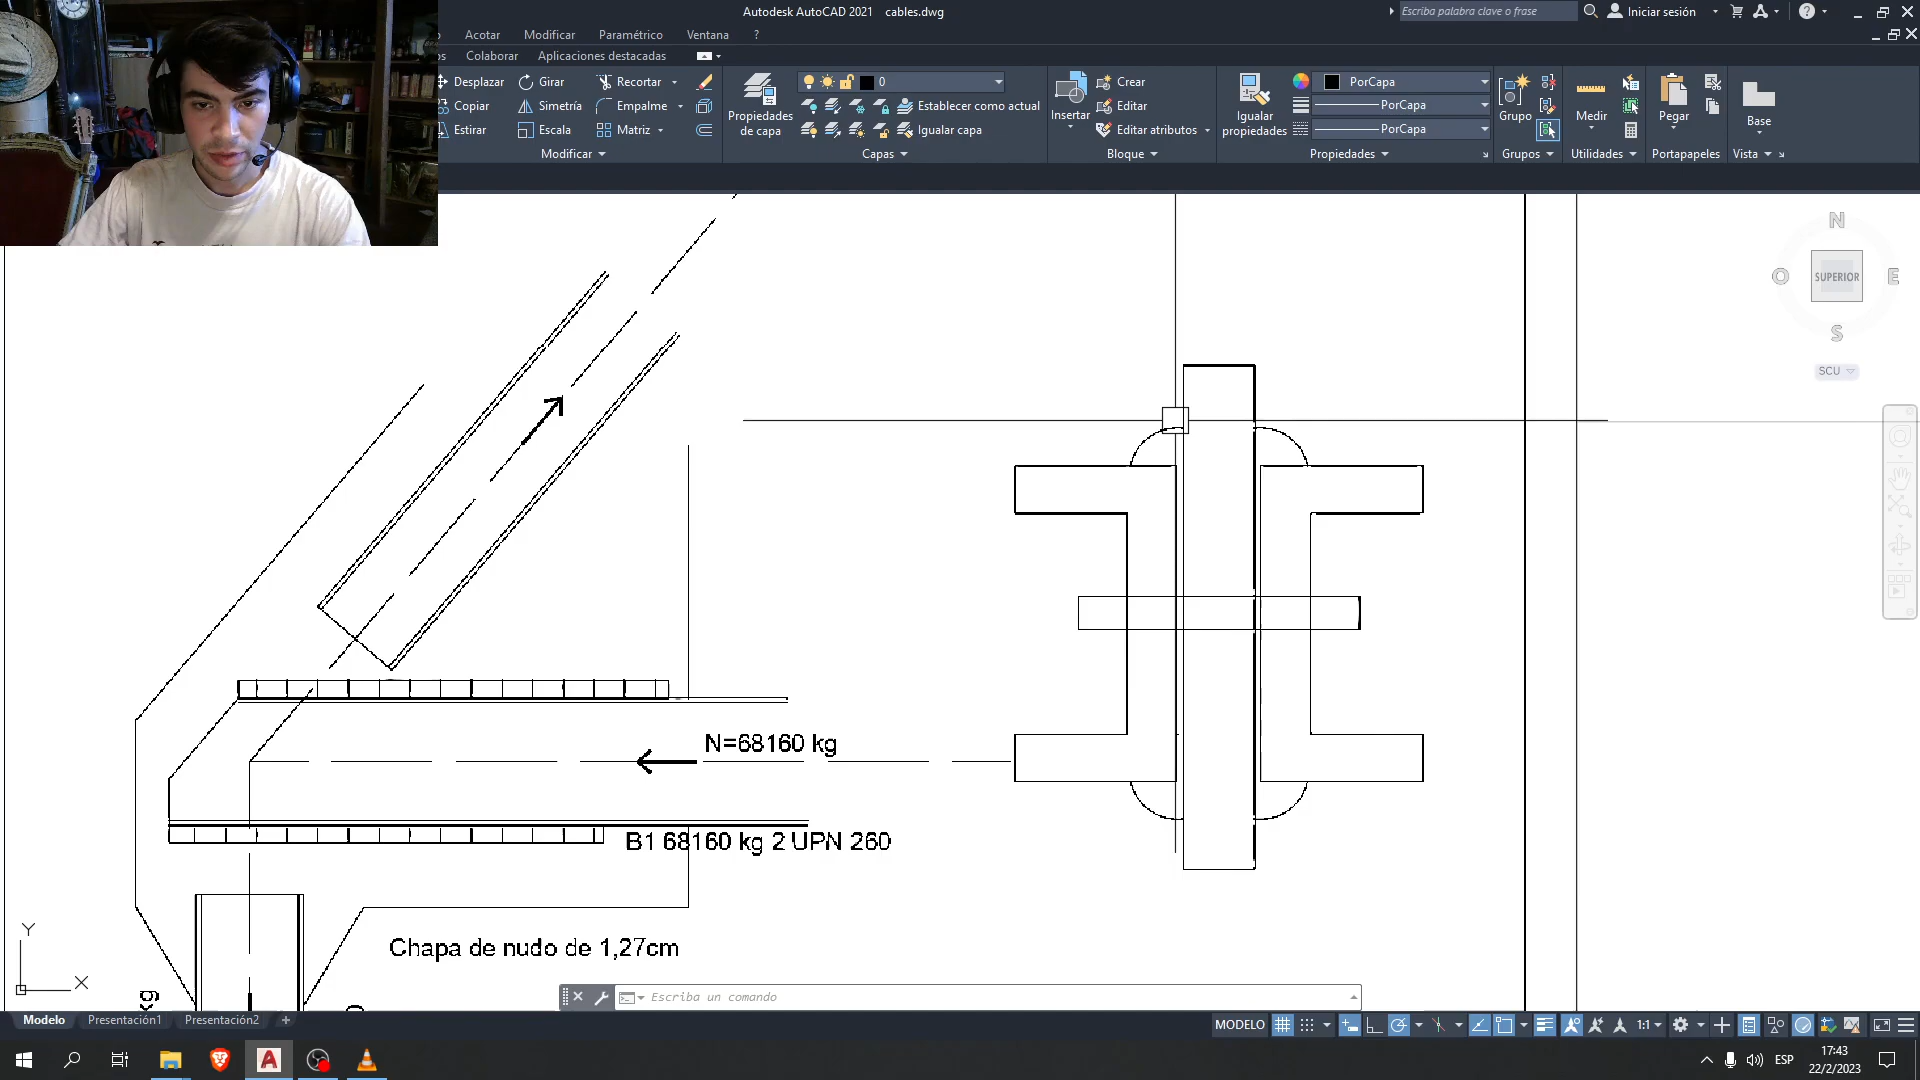 Autodesk AutoCAD 2021 cables.dwg
Escriba palabra clave o frase
Iniciar sesión
?
Acotar Modificar Paramétrico Ventana ?
Colaborar Aplicaciones destacadas
Desplazar Girar Recortar
Copiar Simetría Empalme
Estirar Escala Matriz
Modificar
Propiedades
de capa
0
Establecer como actual
Igualar capa
Capas
Insertar
Crear
Editar
Editar atributos
Bloque
Igualar
propiedades
PorCapa
PorCapa
PorCapa
Propiedades
Grupo
Grupos
Medir
Utilidades
Pegar
Portapapeles
Base
Vista
N
O SUPERIOR E
S
SCU
N=68160 kg
B1 68160 kg 2 UPN 260
Chapa de nudo de 1,27cm
kg
Y
X
Escriba un comando
Modelo Presentación1 Presentación2 +
MODELO 1:1
ESP
17:43
22/2/2023